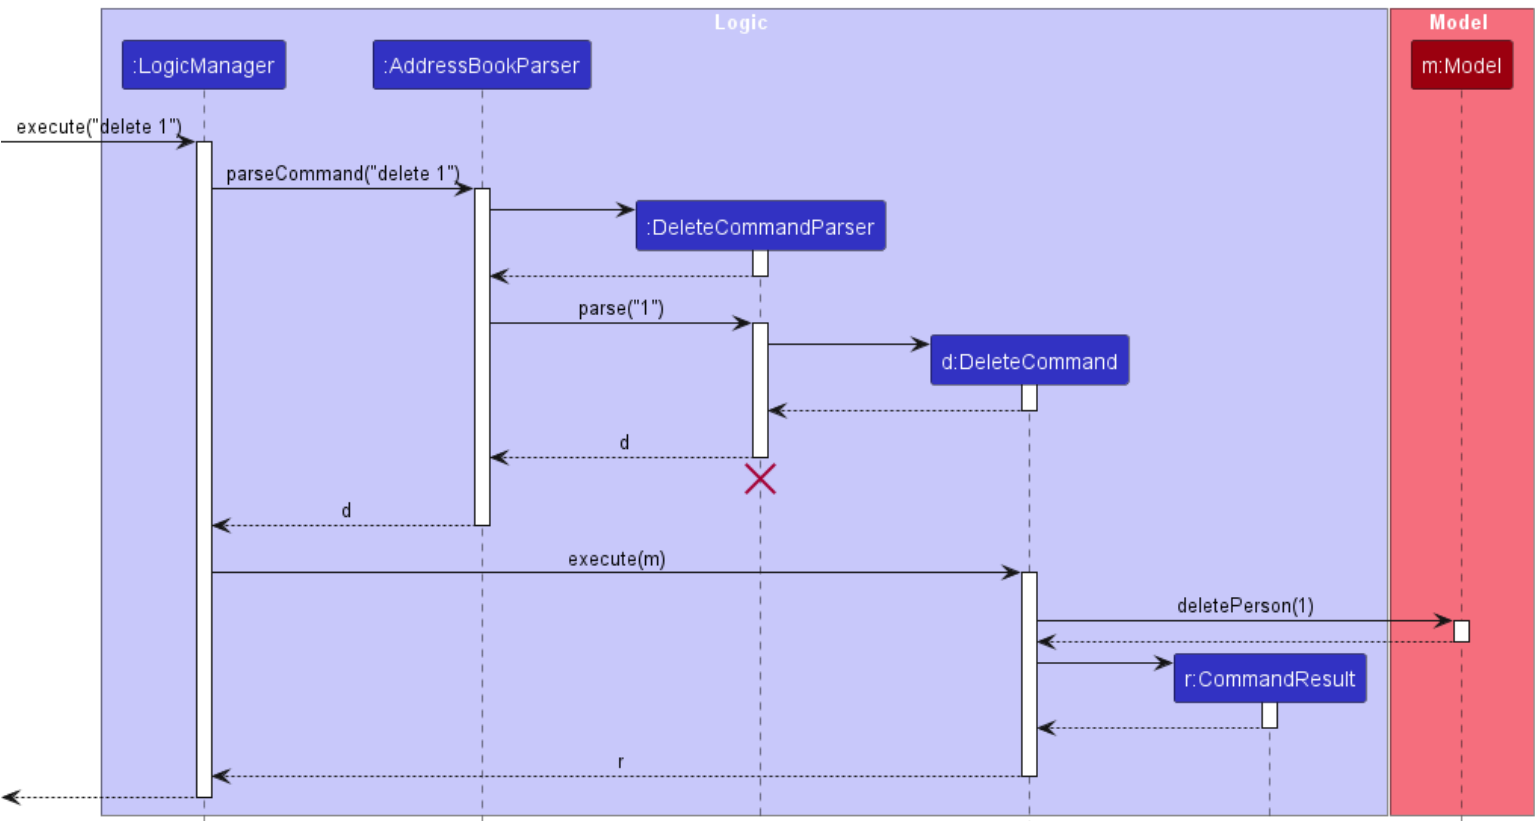 Logic
Model
:LogicManager
:AddressBookParser
m:Model
execute("delete 1")
parseCommand("delete 1")
:DeleteCommandParser
parse("1")
d:DeleteCommand
d
d
execute(m)
deletePerson(1)
r:CommandResult
r